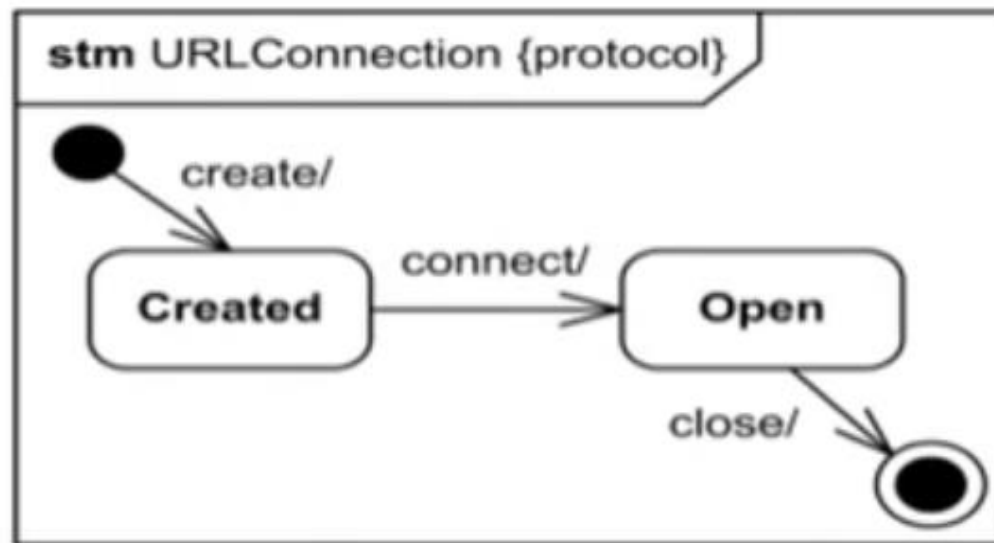 stm URLConnection {protocol}
create/
connect/
Created
Open
close/